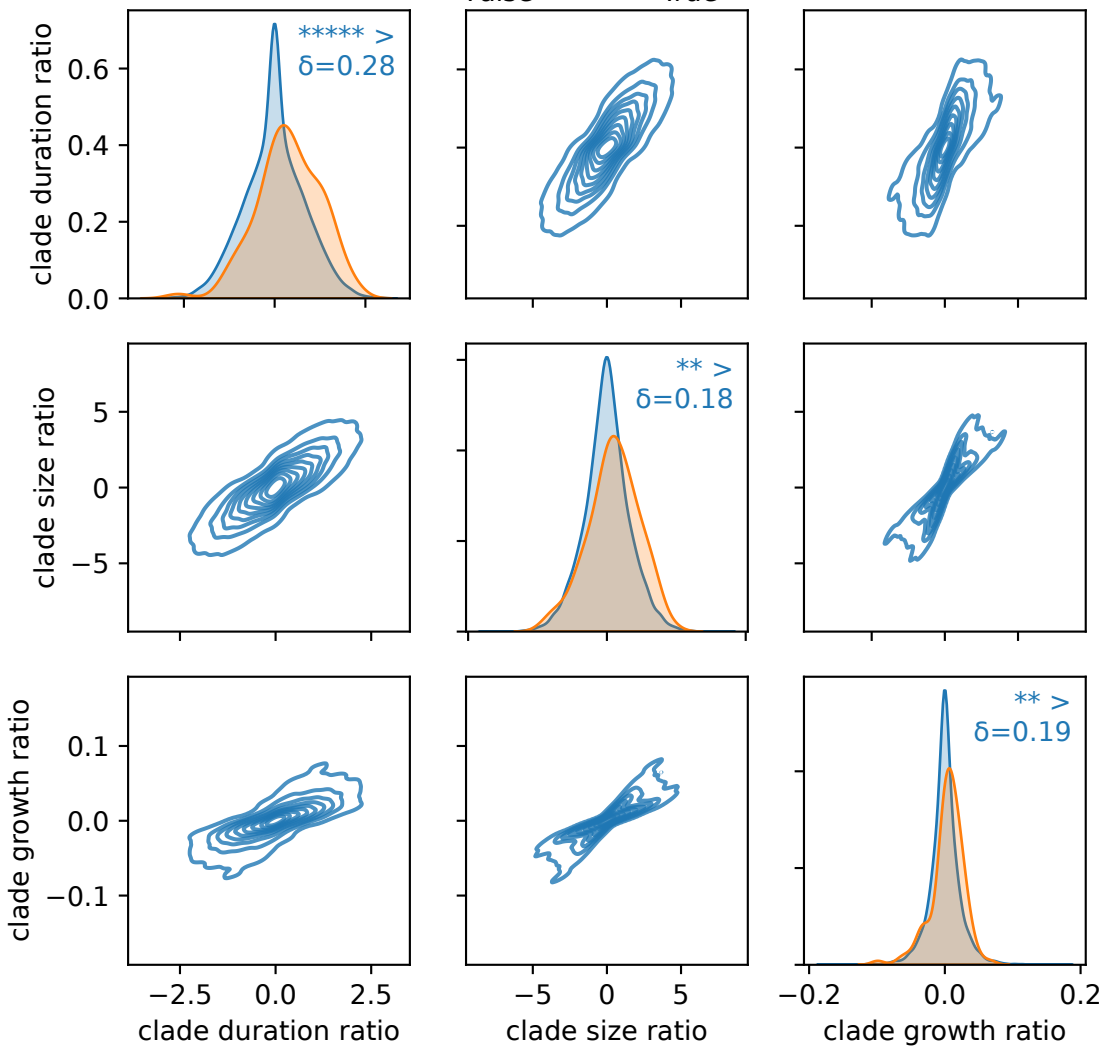 ***** >
δ=0.28
clade duration ratio
0.6
0.4
0.2
0.0
** >
δ=0.18
clade size ratio
5
0
−5
** >
δ=0.19
clade growth ratio
0.1
0.0
−0.1
−2.5 0.0 2.5
−5 0 5
−0.2 0.0 0.2
clade duration ratio
clade size ratio
clade growth ratio